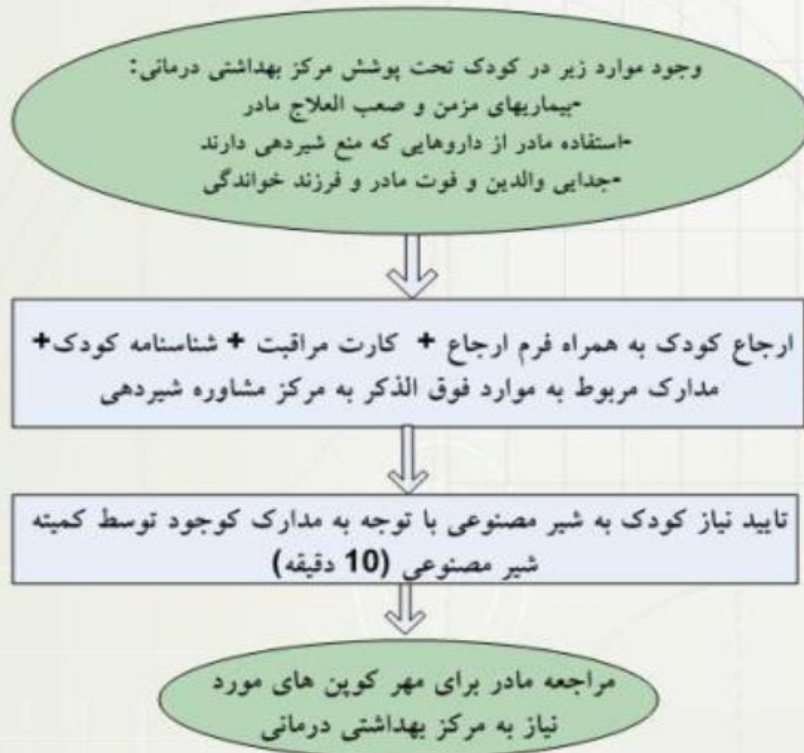 وجود موارد زیر در کودک تحت پوشش مرکز بهداشتی درمانی:
-بیماریهای مزمن و صعب العلاج مادر
-استفاده مادر از داروهایی که منع شیردهی دارند
-جدایی والدین و فوت مادر و فرزند خواندگی
ارجاع کودک به همراه فرم ارجاع + کارت مراقبت + شناسنامه کودک+
مدارک مربوط به موارد فوق الذکر به مرکز مشاوره شیردهی
تایید نیاز کودک به شیر مصنوعی با توجه به مدارک کوجود توسط کمیته
شیر مصنوعی (10 دقیقه)
مراجعه مادر برای مهر کوپن های مورد
نیاز به مرکز بهداشتی درمانی